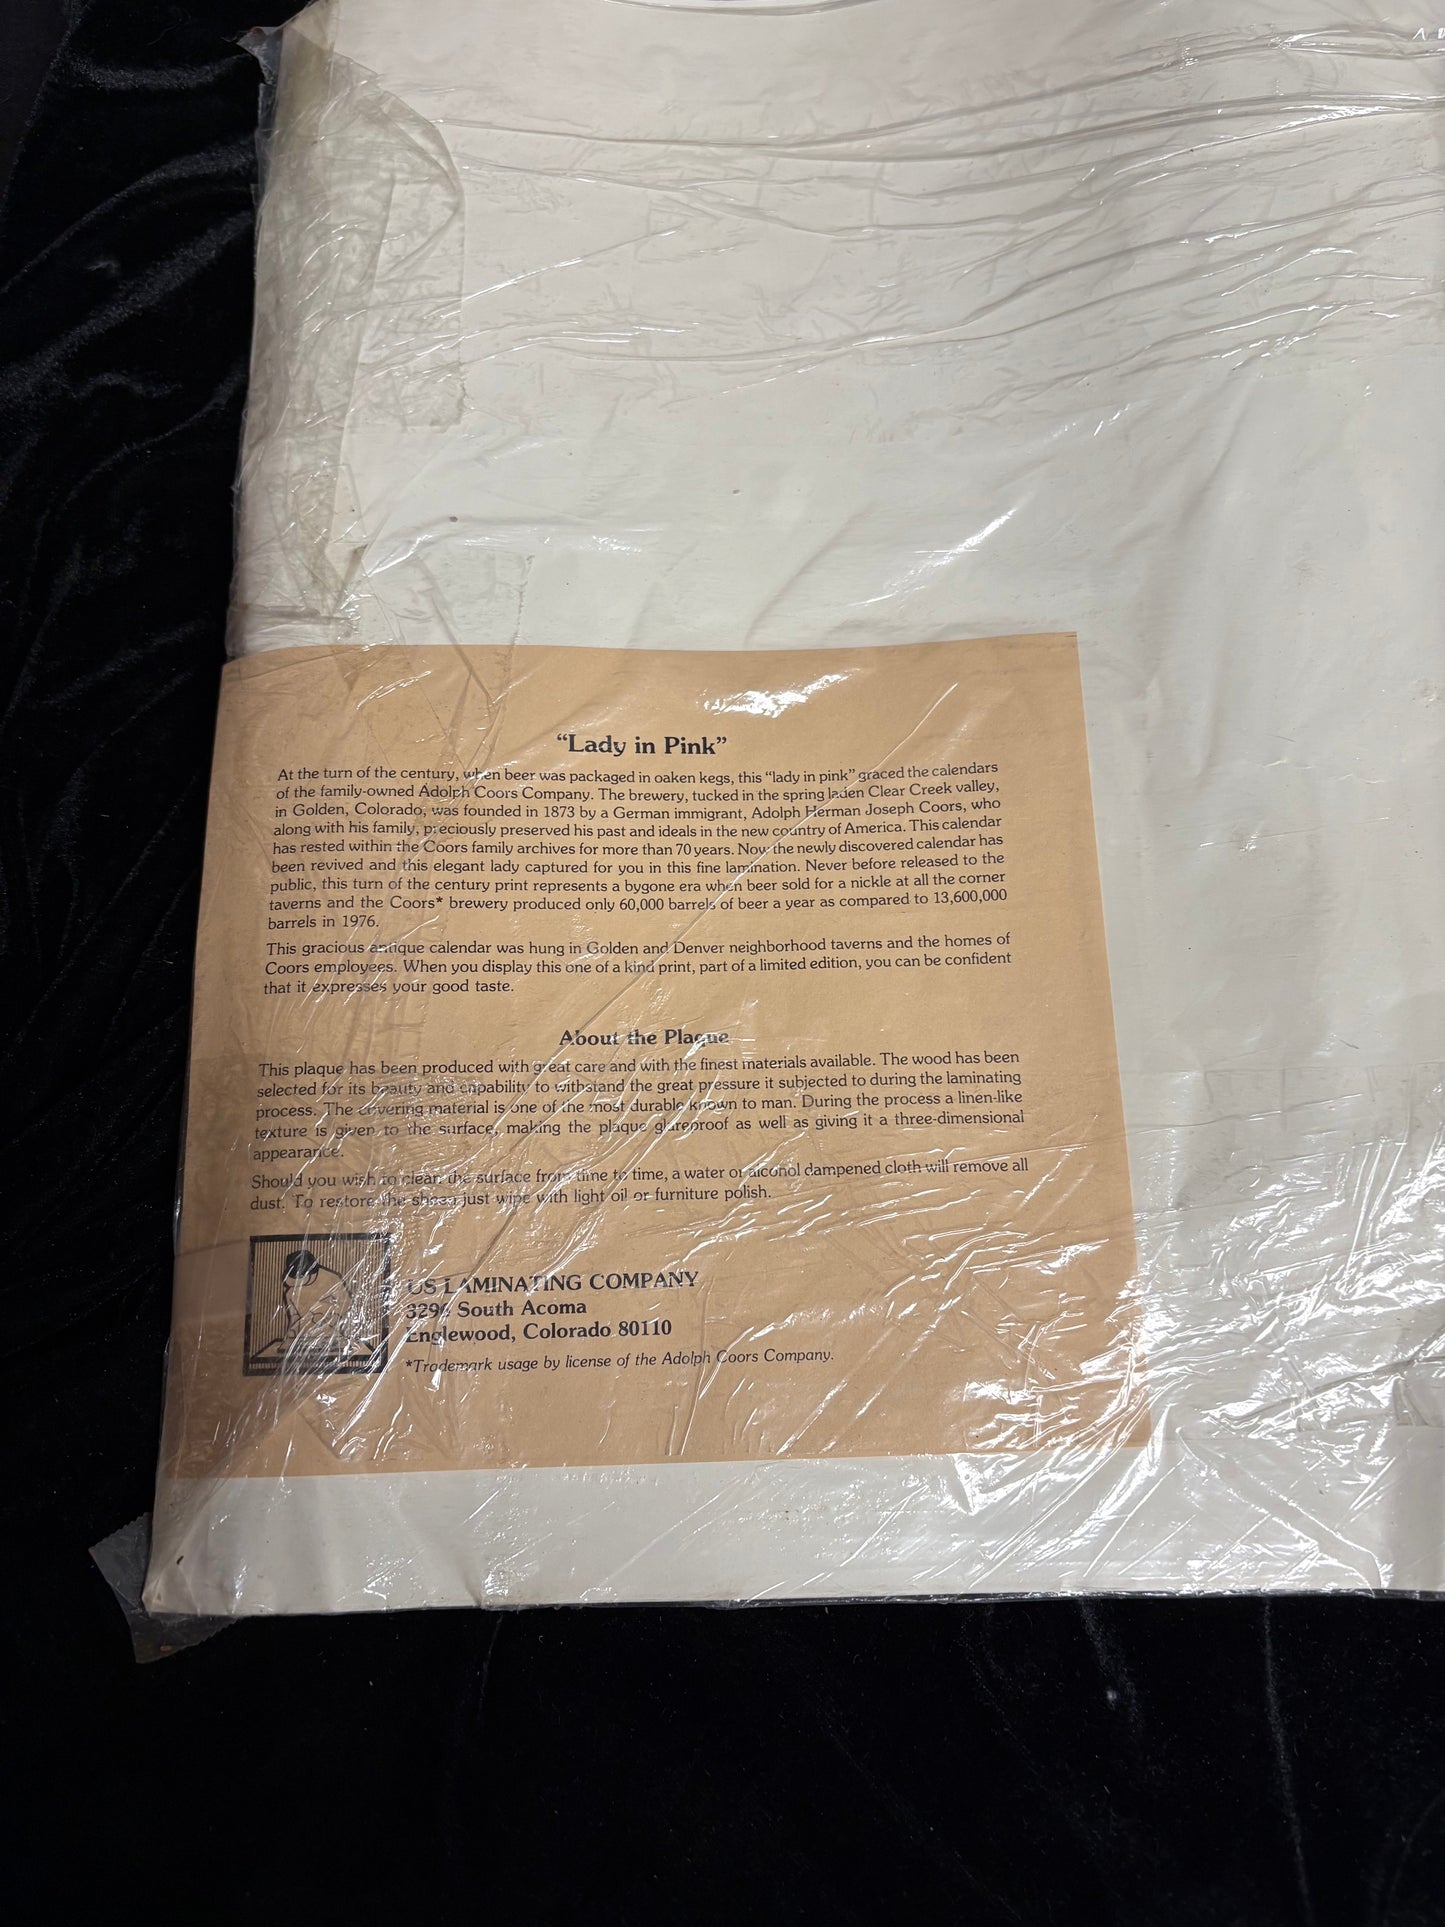 “Lady in Pink”
At the turn of the century, when beer was packaged in oaken kegs, this “lady in pink” graced the calendars
of the family-owned Adolph Coors Company. The brewery, tucked in the spring laden Clear Creek valley,
in Golden, Colorado, was founded in 1873 by a German immigrant, Adolph Herman Joseph Coors, who
along with his family, preciously preserved his past and ideals in the new country of America. This calendar
has rested within the Coors family archives for more than 70 years. Now the newly discovered calendar has
been revived and this elegant lady captured for you in this fine lamination. Never before released to the
public, this turn of the century print represents a bygone era when beer sold for a nickle at all the corner
taverns and the Coors* brewery produced only 60,000 barrels of beer a year as compared to 13,600,000
barrels in 1976.
This gracious antique calendar was hung in Golden and Denver neighborhood taverns and the homes of
Coors employees. When you display this one of a kind print, part of a limited edition, you can be confident
that it expresses your good taste.
About the Plaque
This plaque has been produced with great care and with the finest materials available. The wood has been
selected for its beauty and capability to withstand the great pressure it subjected to during the laminating
process. The covering material is one of the most durable known to man. During the process a linen-like
texture is given to the surface, making the plaque glareproof as well as giving it a three-dimensional
appearance.
Should you wish to clean the surface from time to time, a water or alcohol dampened cloth will remove all
dust. To restore the sheen just wipe with light oil or furniture polish.
US LAMINATING COMPANY
3296 South Acoma
Englewood, Colorado 80110
*Trademark usage by license of the Adolph Coors Company.